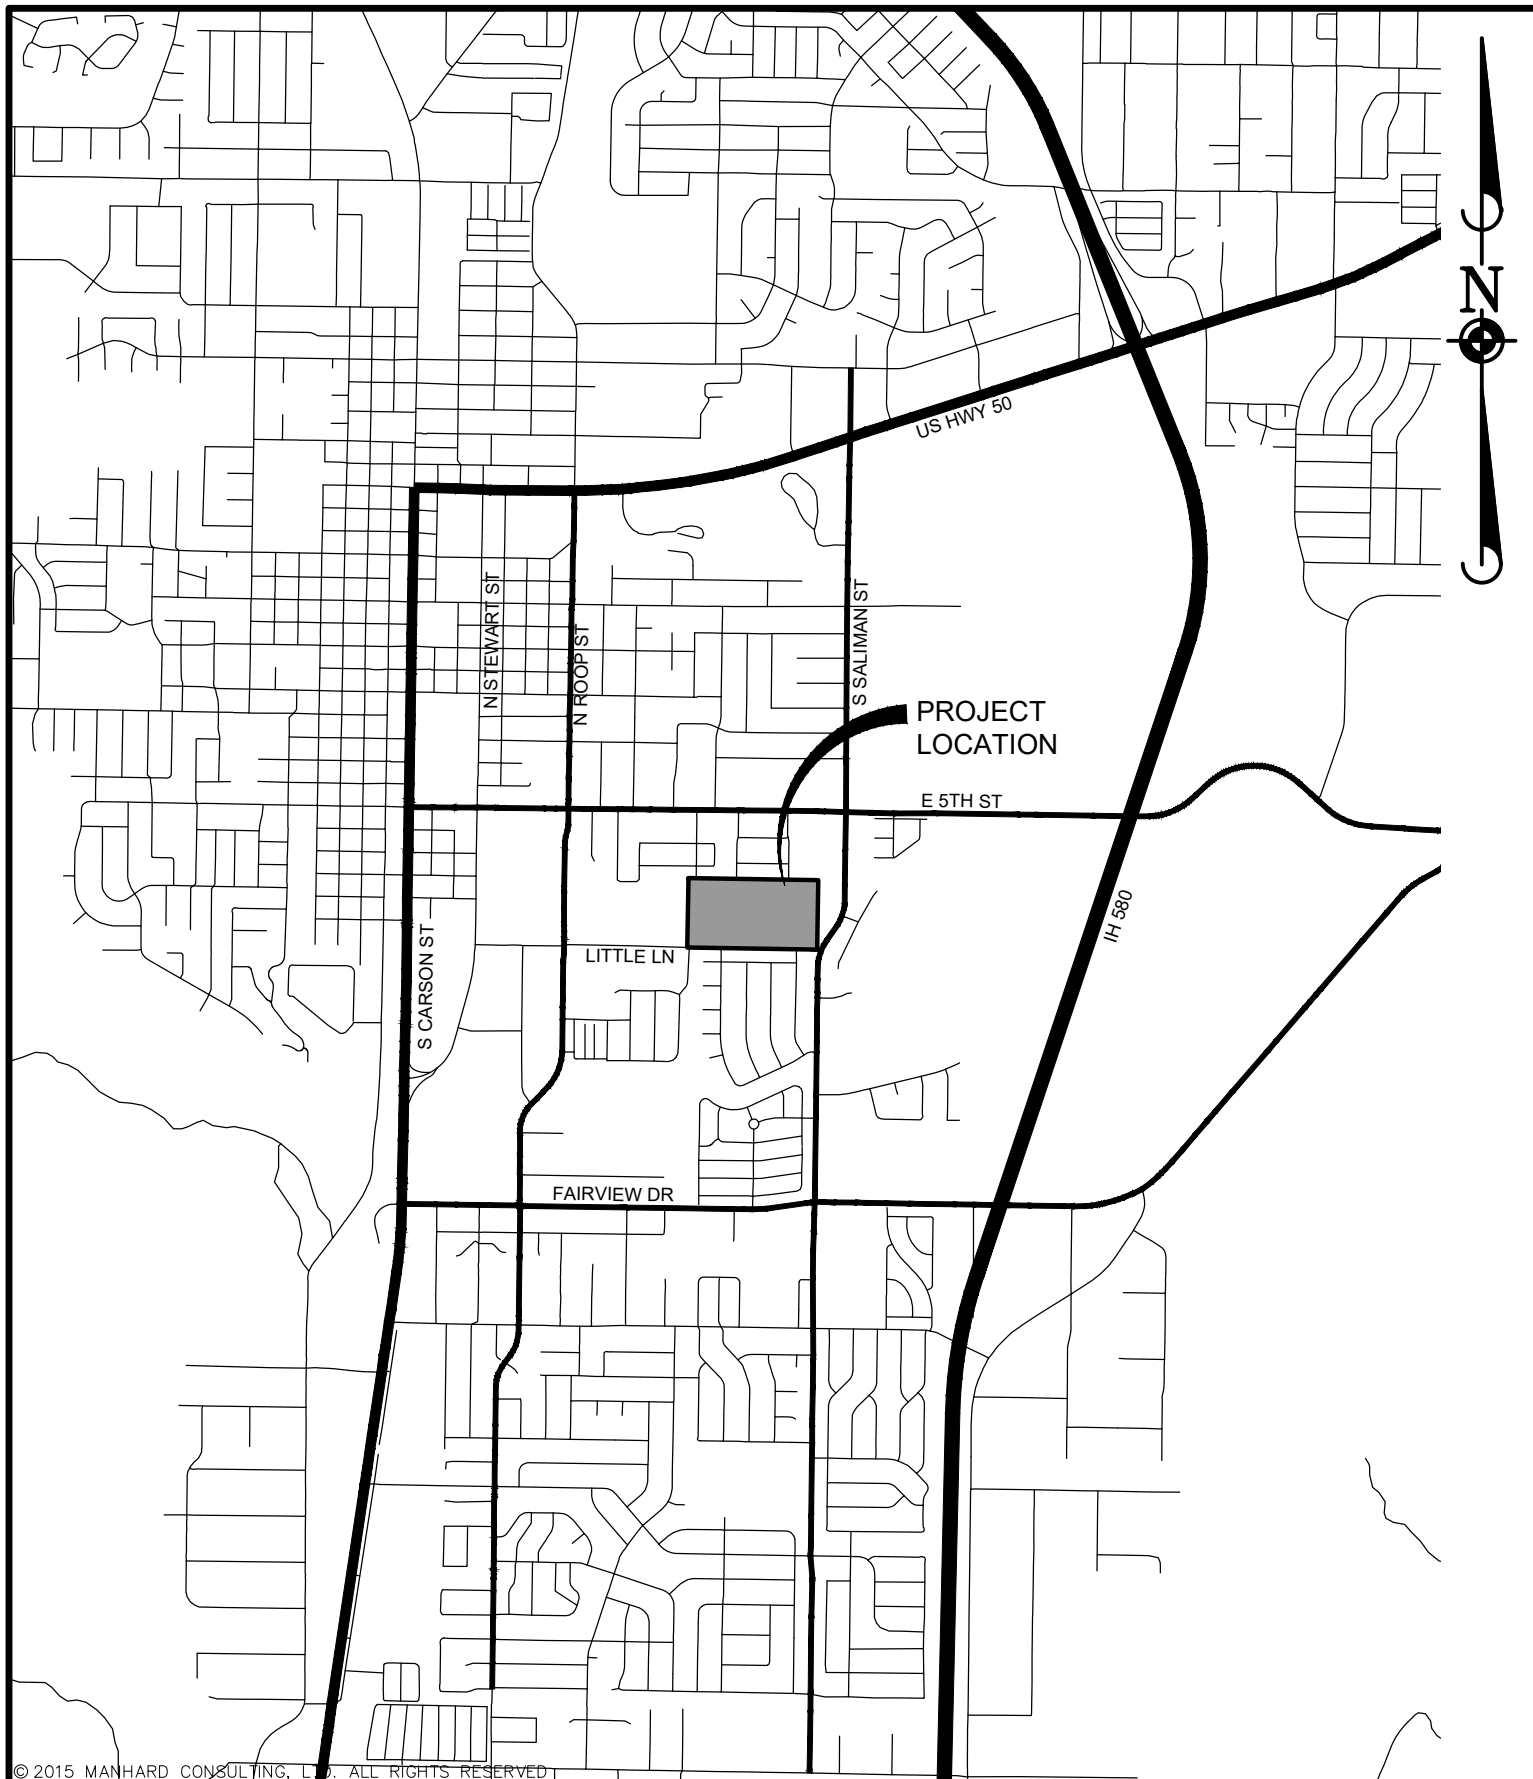 N
US HWY 50
N STEWART ST
N ROOP ST
S SALIMAN ST
PROJECT
LOCATION
E 5TH ST
IH 580
S CARSON ST
LITTLE LN
FAIRVIEW DR
© 2015 MANHARD CONSULTING, LTD. ALL RIGHTS RESERVED